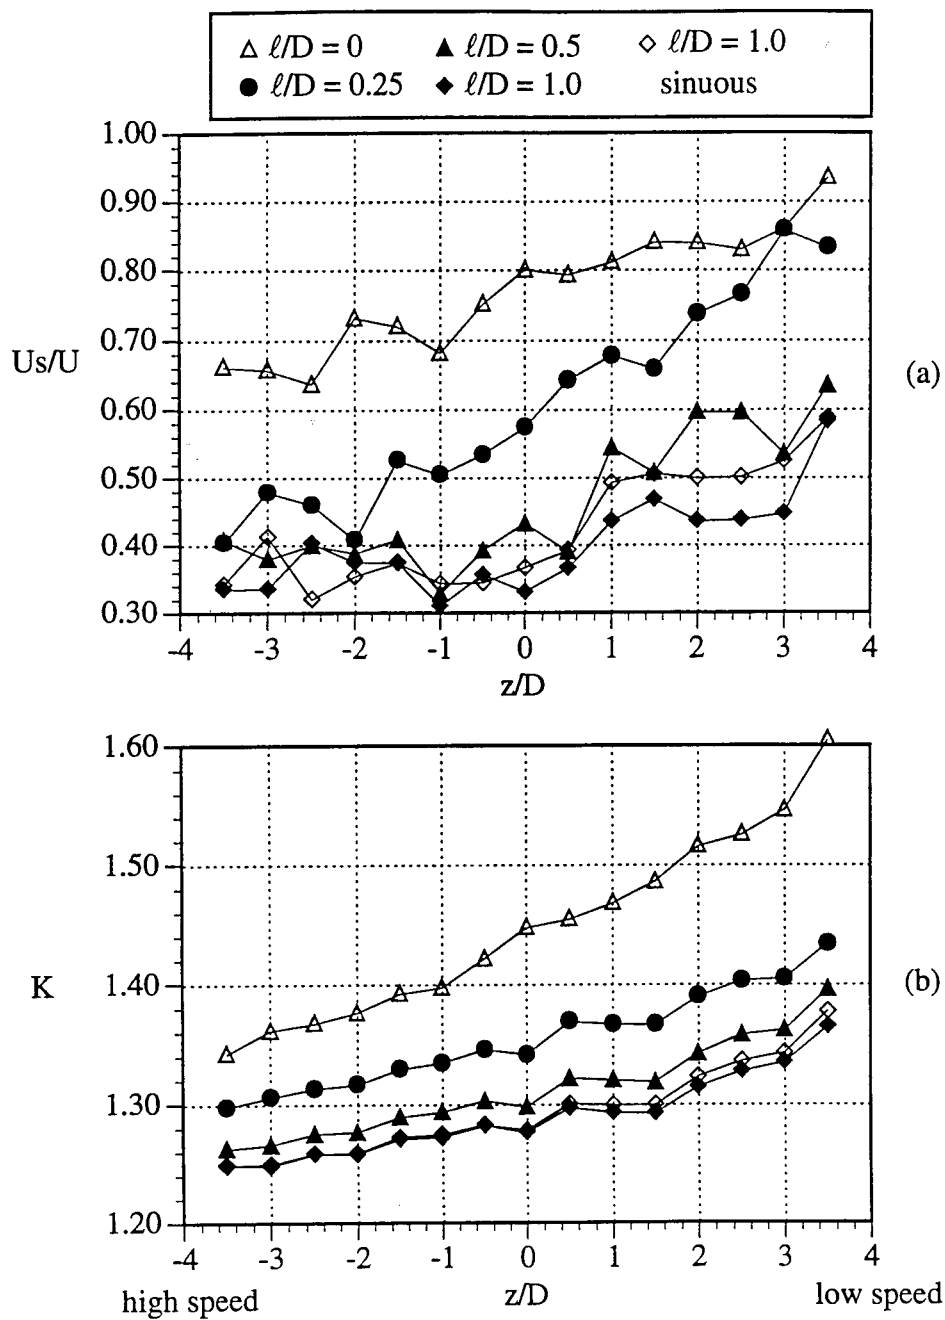 ℓ/D = 0 ℓ/D = 0.5 ℓ/D = 1.0
ℓ/D = 0.25 ℓ/D = 1.0 sinuous
1.00
0.90
0.80
0.70
Us/U
(a)
0.60
0.50
0.40
0.30
-4 -3 -2 -1 0 1 2 3 4
z/D
1.60
1.50
1.40
K
(b)
1.30
1.20
-4 -3 -2 -1 0 1 2 3 4
high speed z/D low speed